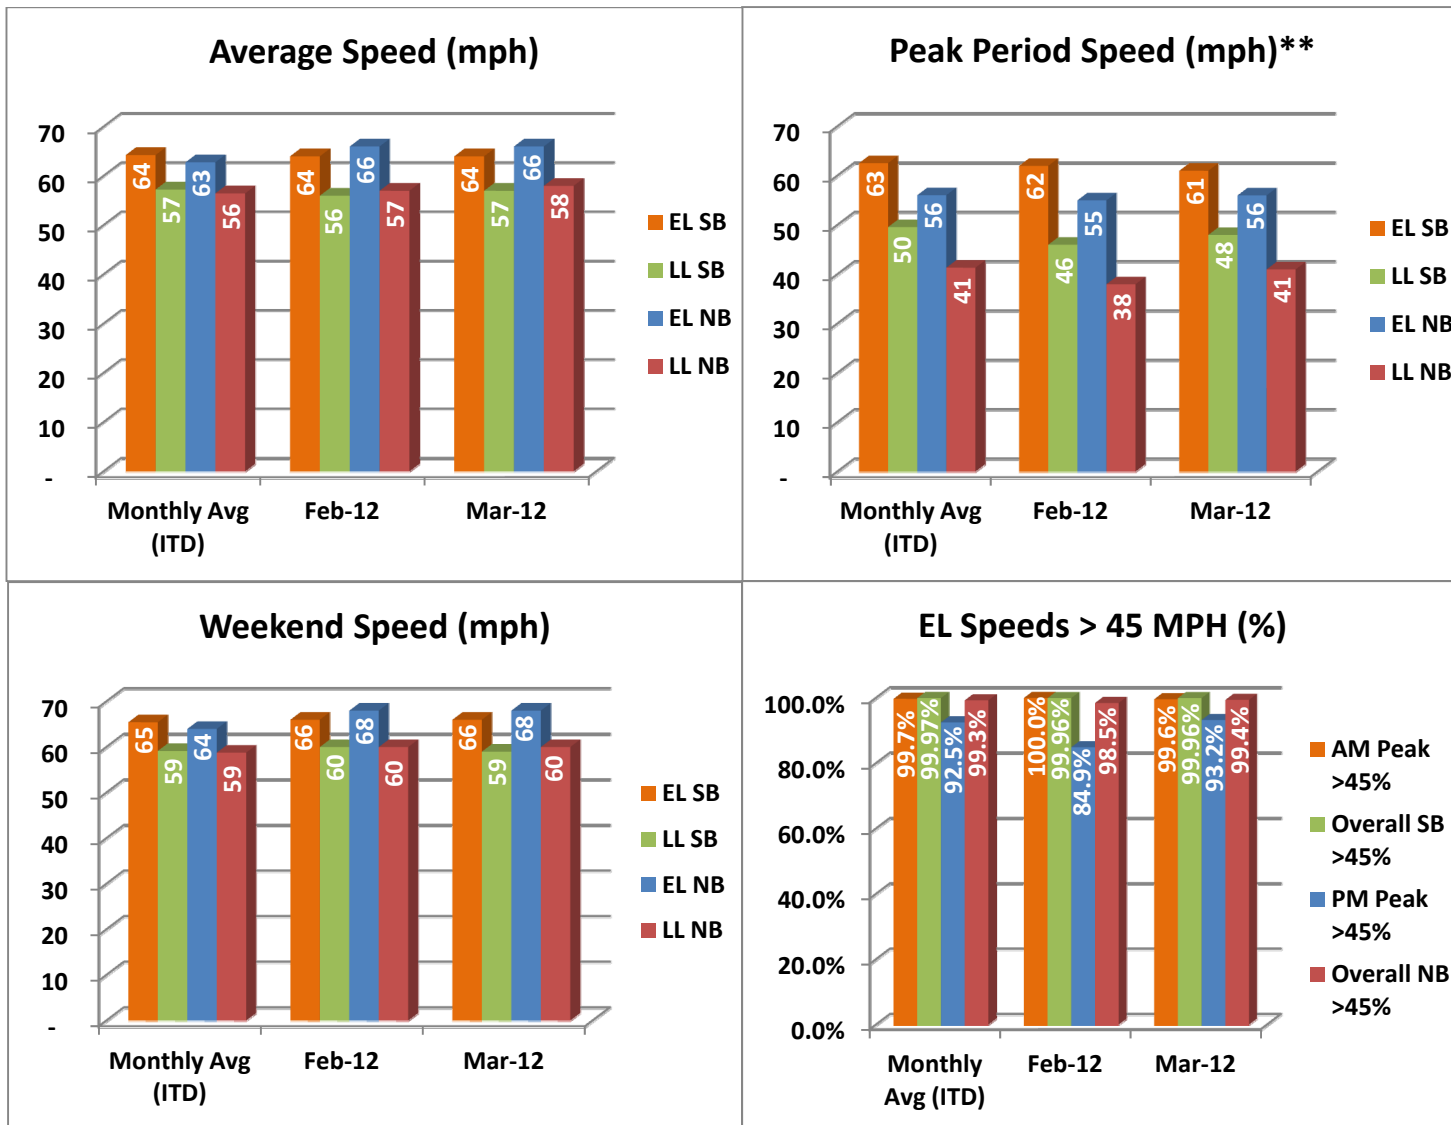 Average Speed (mph)
70
60
50
40
30
20
10
-
64
57
63
56
64
56
66
57
64
57
66
58
Monthly Avg
(ITD)
Feb-12
Mar-12
EL SB
LL SB
EL NB
LL NB
Peak Period Speed (mph)**
70
60
50
40
30
20
10
-
63
50
56
41
62
46
55
38
61
48
56
41
Monthly Avg
(ITD)
Feb-12
Mar-12
EL SB
LL SB
EL NB
LL NB
Weekend Speed (mph)
70
60
50
40
30
20
10
-
65
59
64
59
66
60
68
60
66
59
68
60
Monthly Avg
(ITD)
Feb-12
Mar-12
EL SB
LL SB
EL NB
LL NB
EL Speeds > 45 MPH (%)
100.0%
80.0%
60.0%
40.0%
20.0%
0.0%
99.7%
99.97%
92.5%
99.3%
100.0%
99.96%
84.9%
98.5%
99.6%
99.96%
93.2%
99.4%
Monthly
Avg (ITD)
Feb-12
Mar-12
AM Peak
>45%
Overall SB
>45%
PM Peak
>45%
Overall NB
>45%